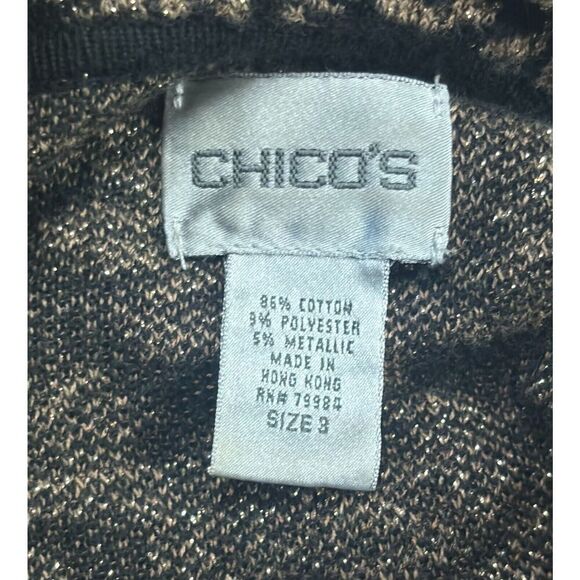 CHICO'S
86% COTTON
9% POLYESTER
5% METALLIC
MADE IN
HONG KONG
RN# 79984
SIZE 3